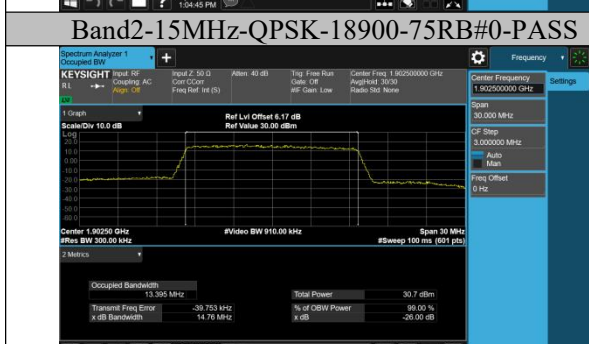 1:04:45 PM
Band2-15MHz-QPSK-18900-75RB#0-PASS
Spectrum Analyzer 1
Occupied BW
Frequency
KEYSIGHT
Input: RF
Input Z: 50 Ω
Atten: 40 dB
Trig: Free Run
Center Freq: 1.902500000 GHz
RL
Coupling: AC
Corr CCorr
Gate: Off
Avg|Hold: 30/30
Align: Off
Freq Ref: Int (S)
#IF Gain: Low
Radio Std: None
Center Frequency
1.902500000 GHz
Settings
Span
30.000 MHz
CF Step
3.000000 MHz
Auto
Man
Freq Offset
0 Hz
1 Graph
Ref Lvl Offset 6.17 dB
Scale/Div 10.0 dB
Ref Value 30.00 dBm
Log
20.0
10.0
0.00
-10.0
-20.0
-30.0
-40.0
-50.0
-60.0
Center 1.90250 GHz
#Video BW 910.00 kHz
Span 30 MHz
#Res BW 300.00 kHz
#Sweep 100 ms (601 pts)
2 Metrics
Occupied Bandwidth
13.395 MHz
Total Power
30.7 dBm
Transmit Freq Error
-39.753 kHz
% of OBW Power
99.00 %
x dB Bandwidth
14.76 MHz
x dB
-26.00 dB